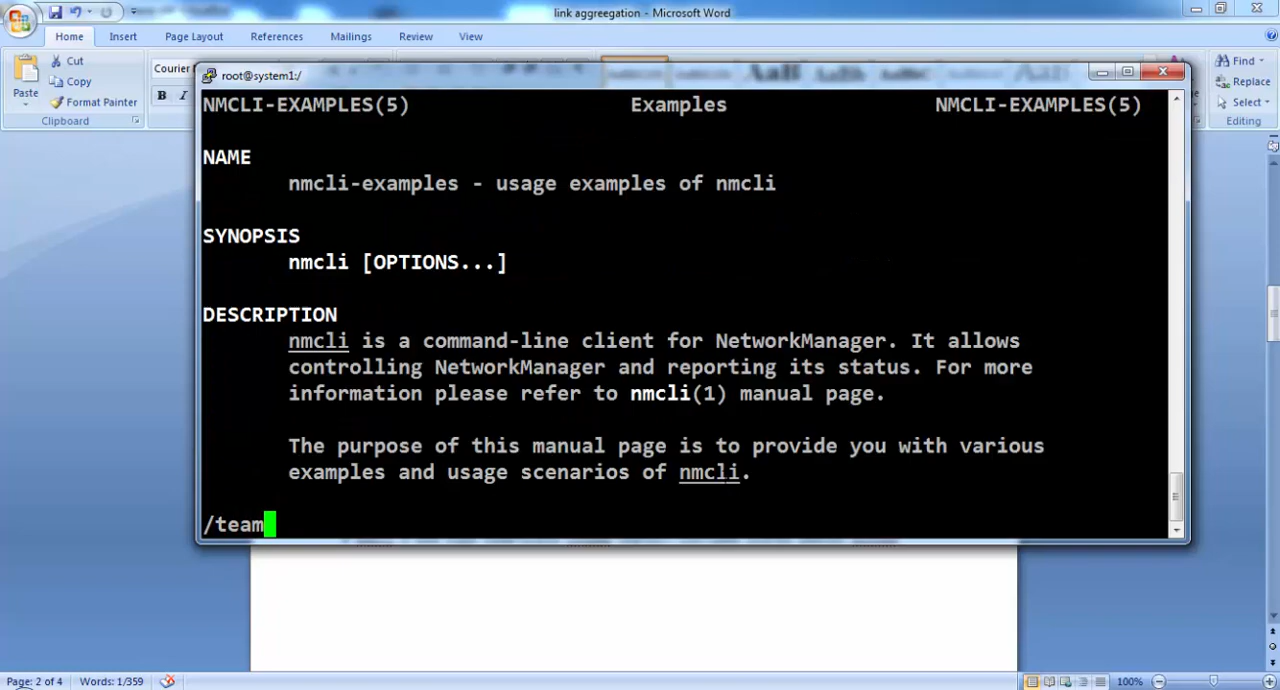 link aggreegation - Microsoft Word
Home Insert Page Layout References Mailings Review View
Cut
Copy
Format Painter
Paste
Clipboard
Courier
B I
Find
Replace
Select
Editing
root@system1:/
NMCLI-EXAMPLES(5) Examples NMCLI-EXAMPLES(5)
NAME
nmcli-examples - usage examples of nmcli
SYNOPSIS
nmcli [OPTIONS...]
DESCRIPTION
nmcli is a command-line client for NetworkManager. It allows
controlling NetworkManager and reporting its status. For more
information please refer to nmcli(1) manual page.
The purpose of this manual page is to provide you with various
examples and usage scenarios of nmcli.
/team
Page: 2 of 4 Words: 1/359 100%